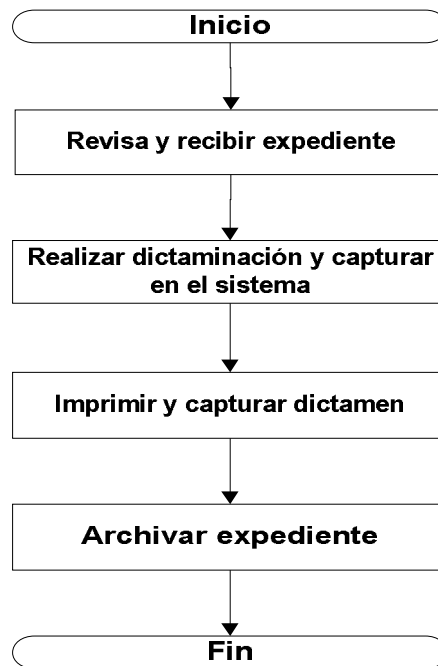 Inicio
Revisa y recibir expediente
Realizar dictaminación y capturar
en el sistema
Imprimir y capturar dictamen
Archivar expediente
Fin